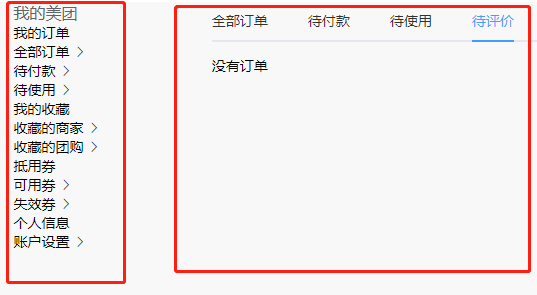 我的美团
我的订单
全部订单 >
待付款 >
待使用 >
我的收藏
收藏的商家 >
收藏的团购 >
抵用券
可用券 >
失效券 >
个人信息
账户设置 >
全部订单 待付款 待使用 待评价
没有订单